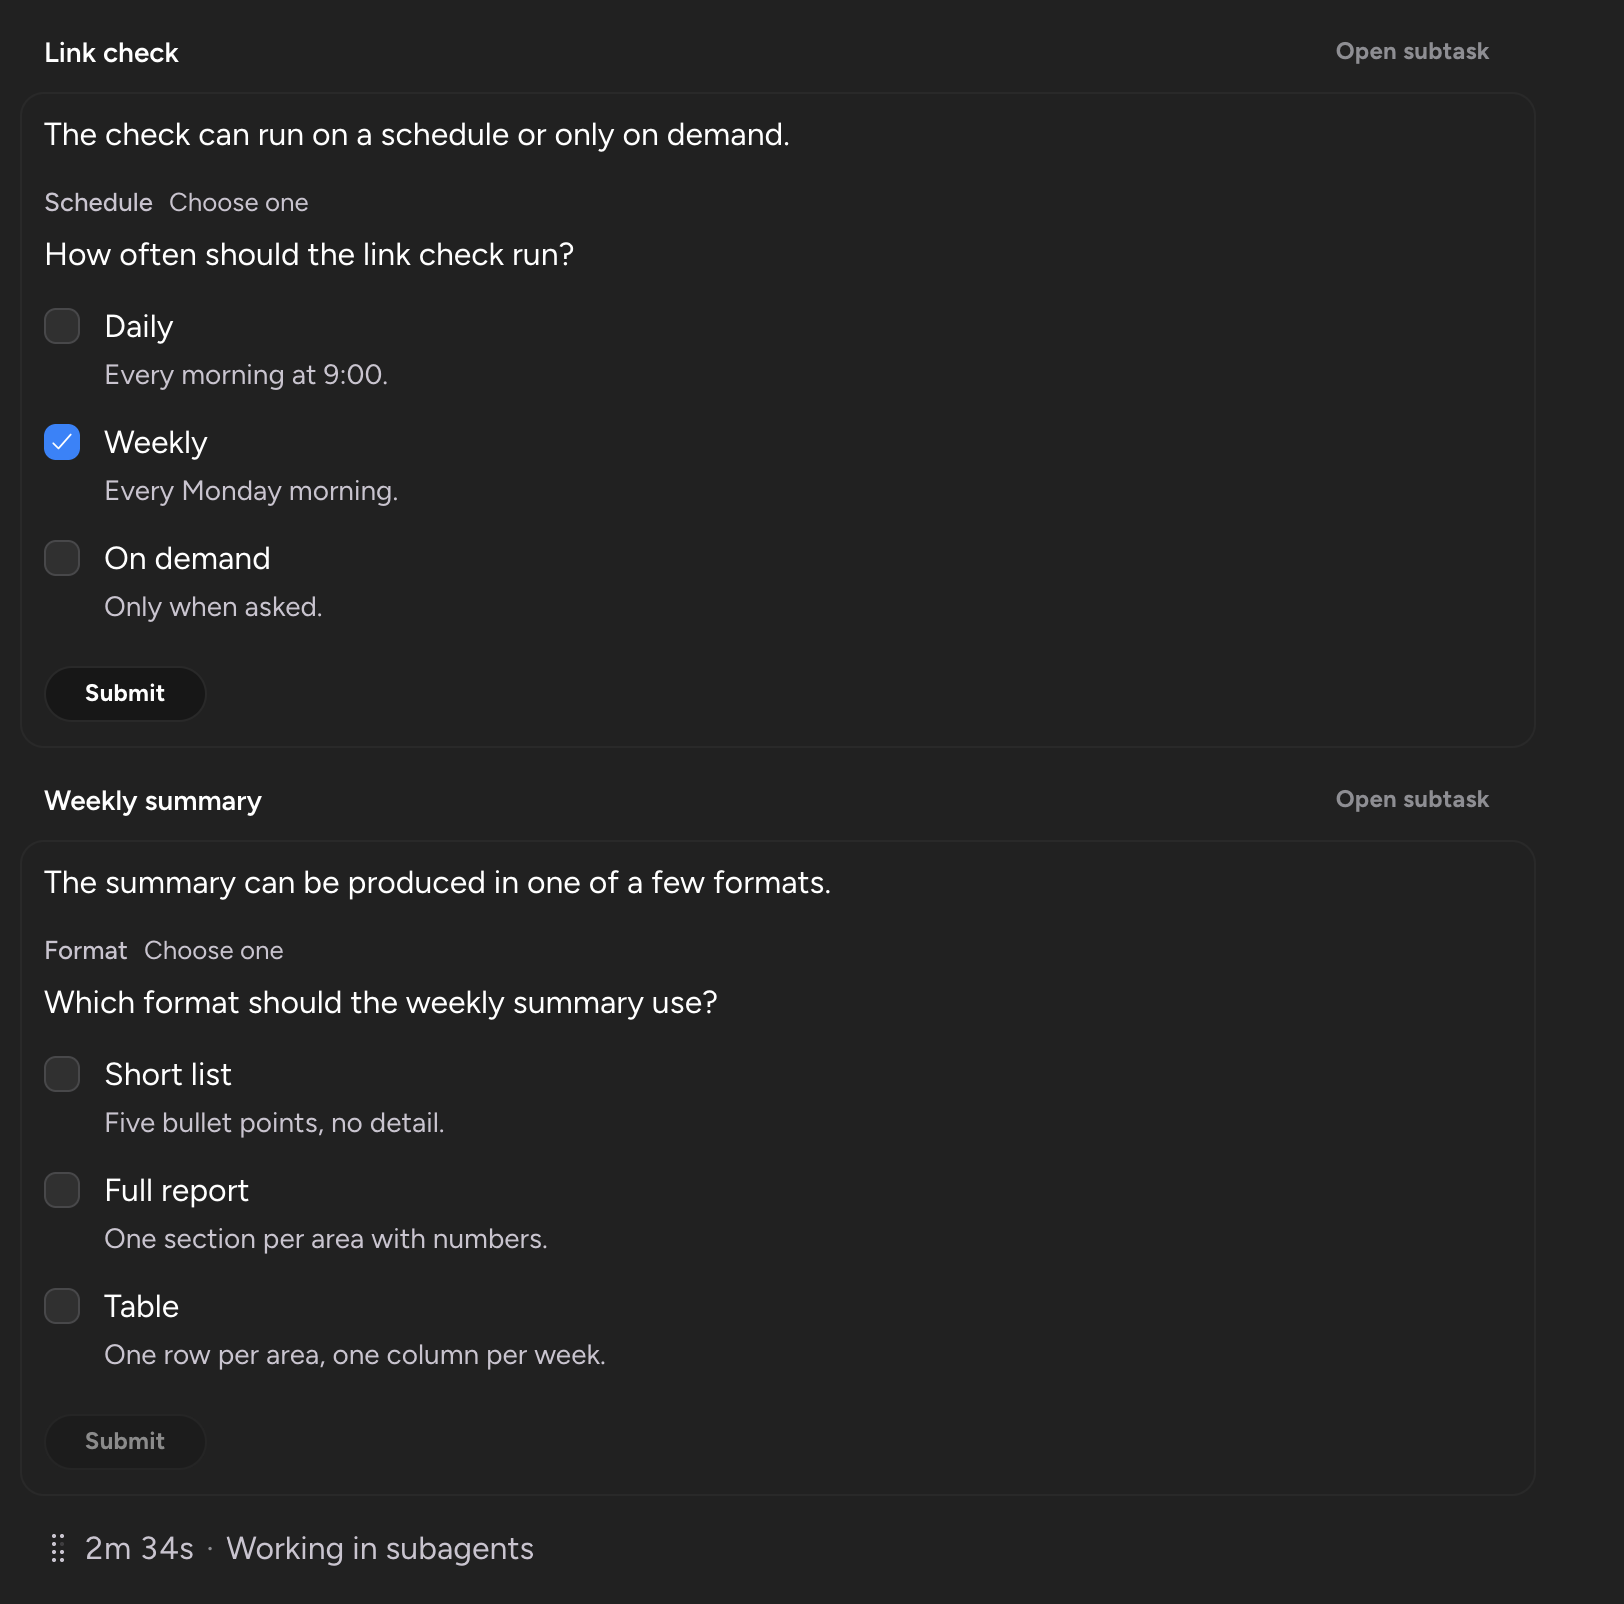 Link check
Open subtask
The check can run on a schedule or only on demand.
Schedule Choose one
How often should the link check run?
Daily
Every morning at 9:00.
Weekly
Every Monday morning.
On demand
Only when asked.
Submit
Weekly summary
Open subtask
The summary can be produced in one of a few formats.
Format Choose one
Which format should the weekly summary use?
Short list
Five bullet points, no detail.
Full report
One section per area with numbers.
Table
One row per area, one column per week.
Submit
2m 34s · Working in subagents